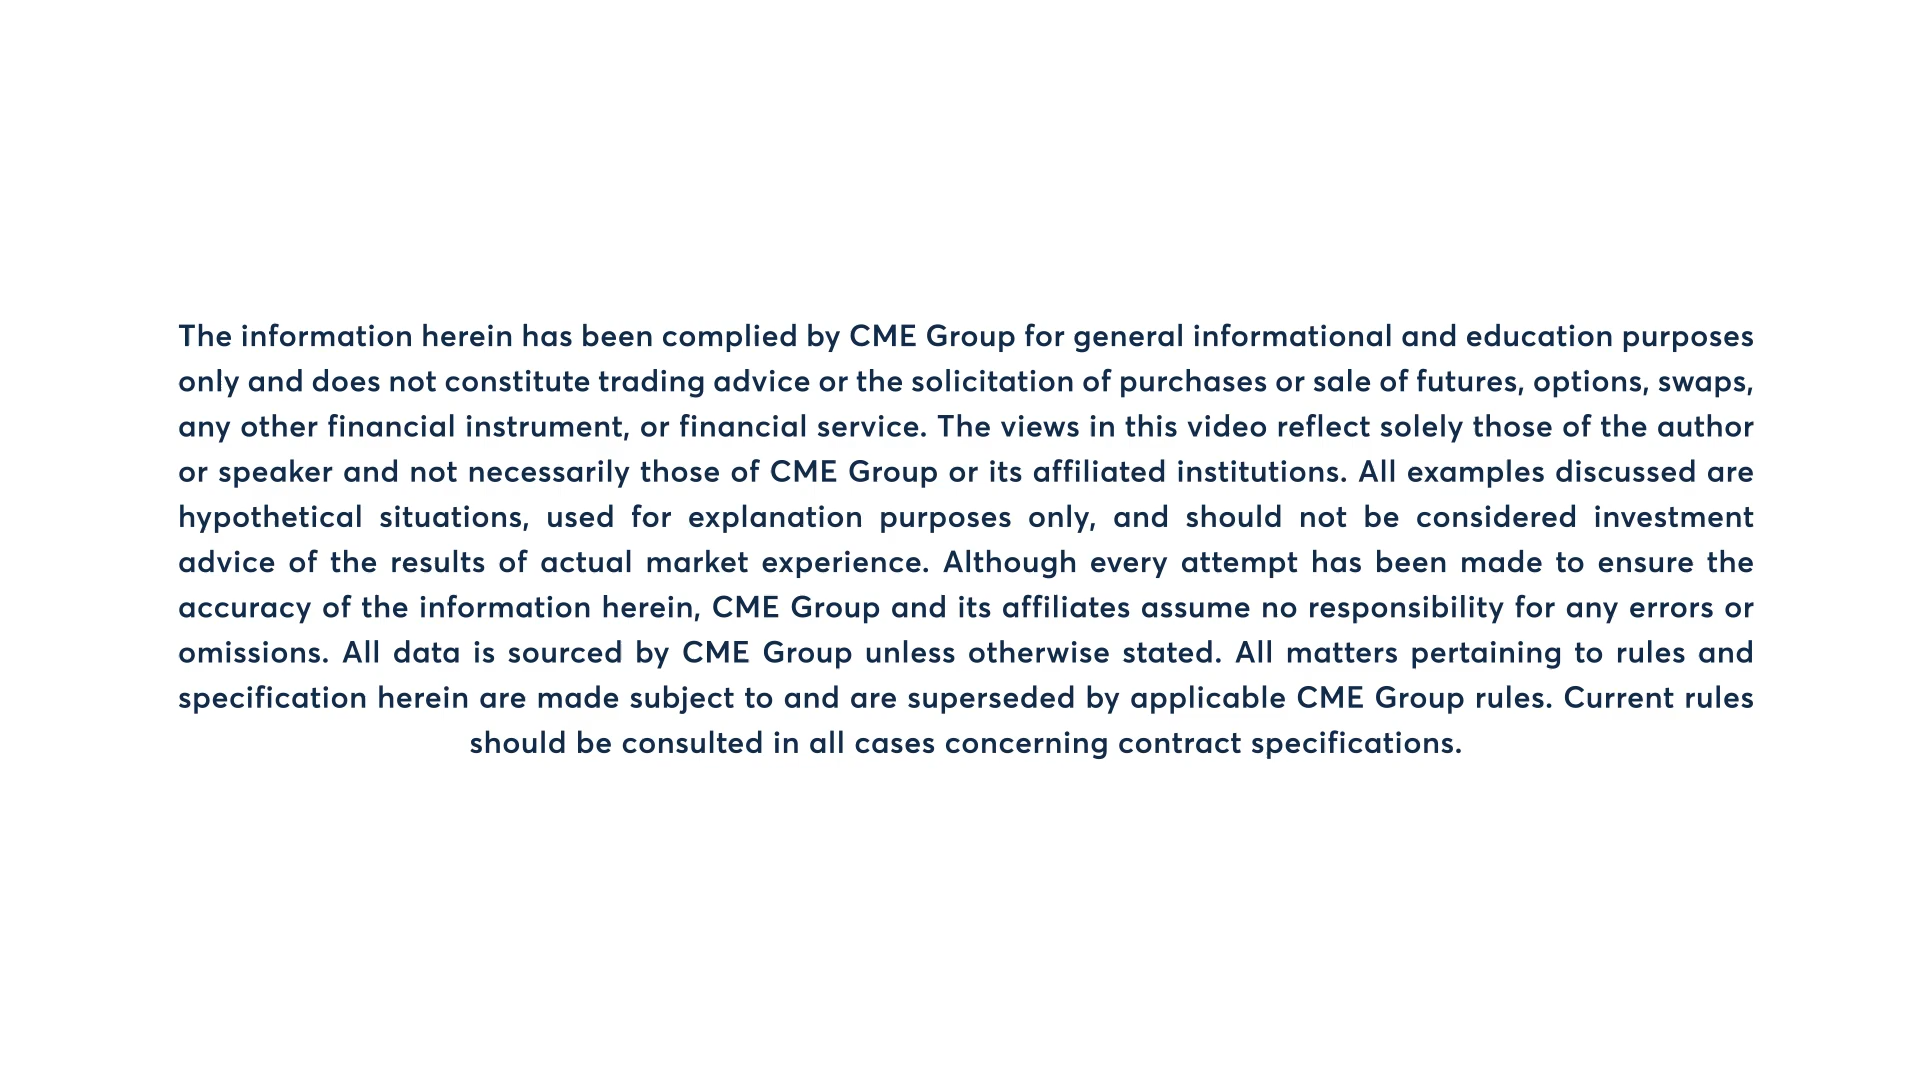 The information herein has been complied by CME Group for general informational and education purposes
only and does not constitute trading advice or the solicitation of purchases or sale of futures, options, swaps,
any other financial instrument, or financial service. The views in this video reflect solely those of the author
or speaker and not necessarily those of CME Group or its affiliated institutions. All examples discussed are
hypothetical situations, used for explanation purposes only, and should not be considered investment
advice of the results of actual market experience. Although every attempt has been made to ensure the
accuracy of the information herein, CME Group and its affiliates assume no responsibility for any errors or
omissions. All data is sourced by CME Group unless otherwise stated. All matters pertaining to rules and
specification herein are made subject to and are superseded by applicable CME Group rules. Current rules
should be consulted in all cases concerning contract specifications.